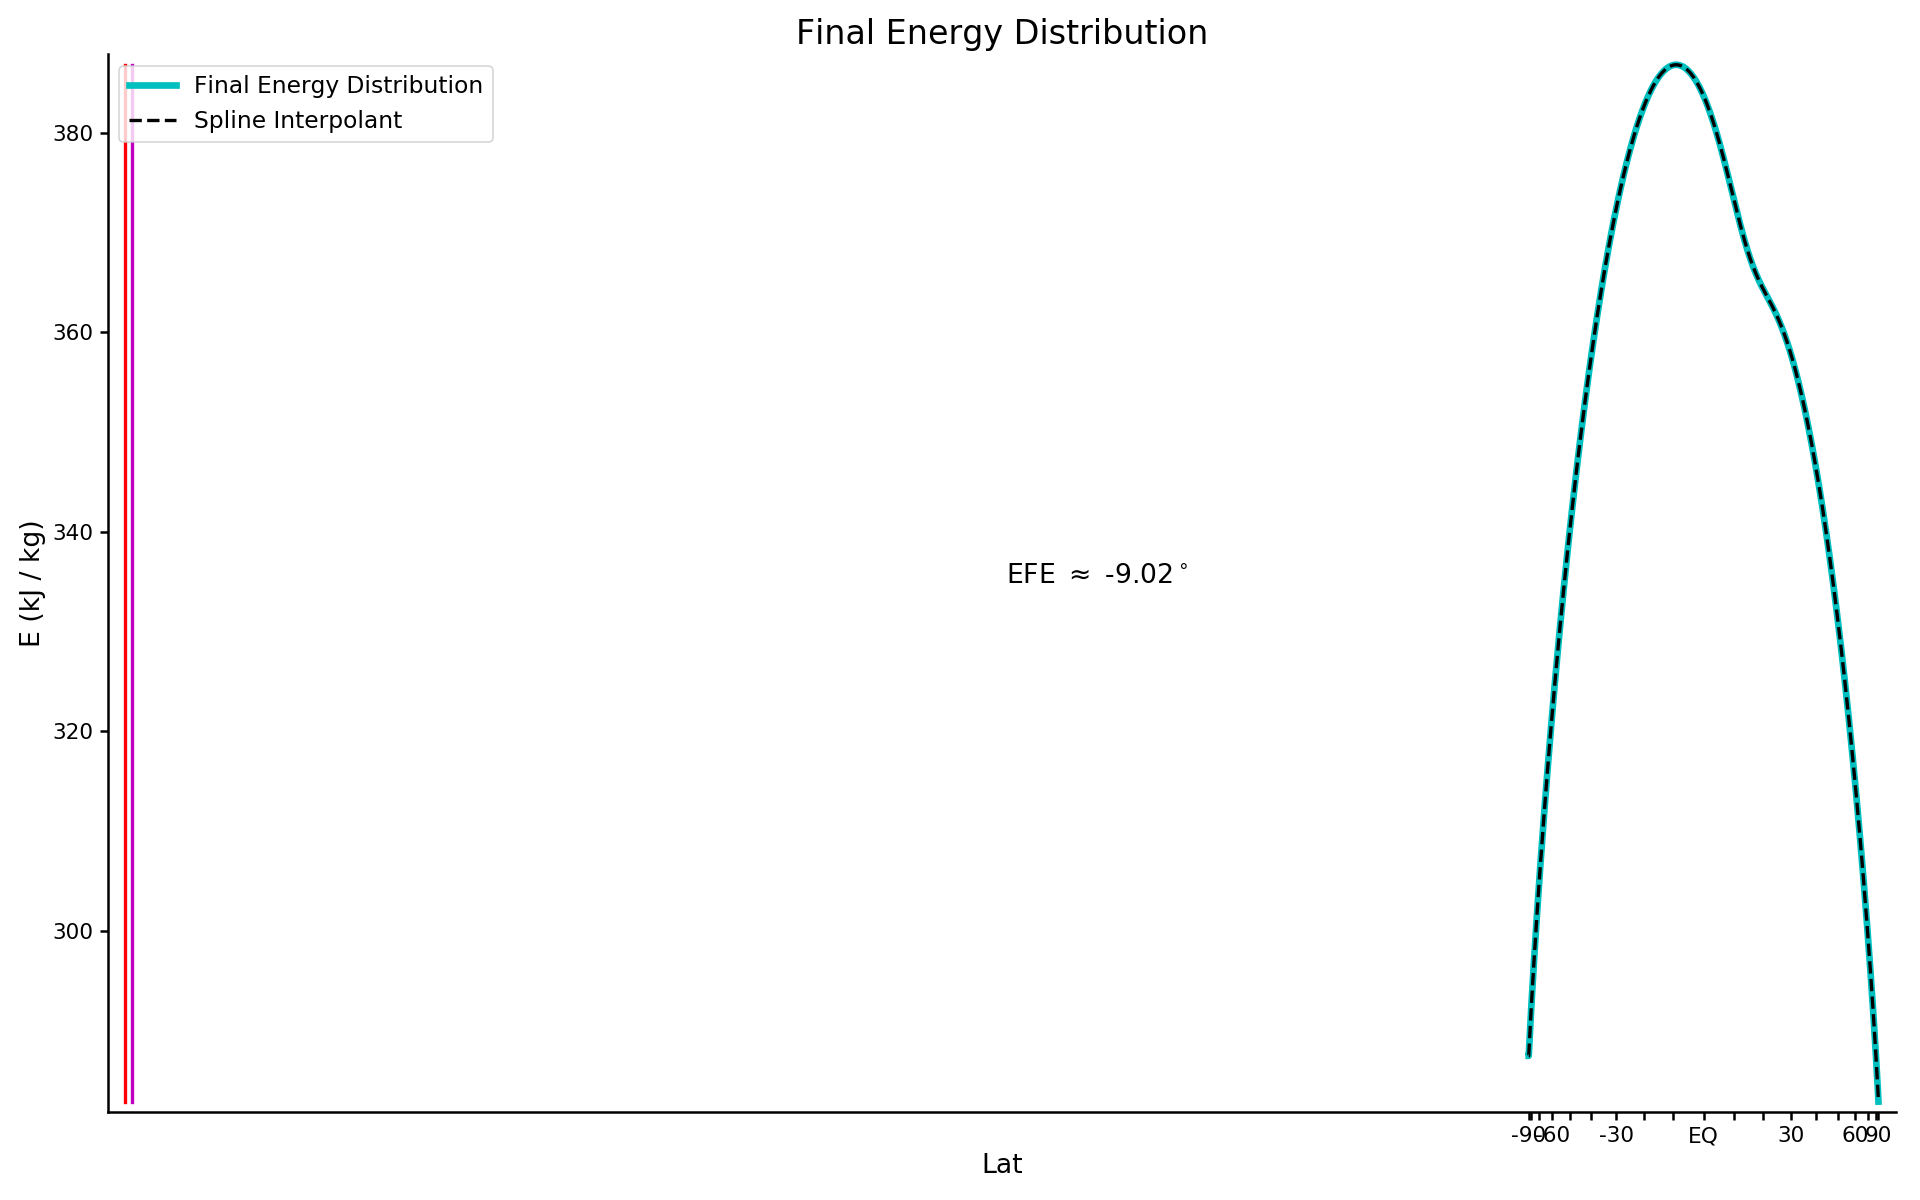 Final Energy Distribution
Final Energy Distribution
Spline Interpolant
380
360
340
320
300
E (kJ / kg)
EFE ≈ -9.02°
-90 -60 -30 EQ 30 60 90
Lat